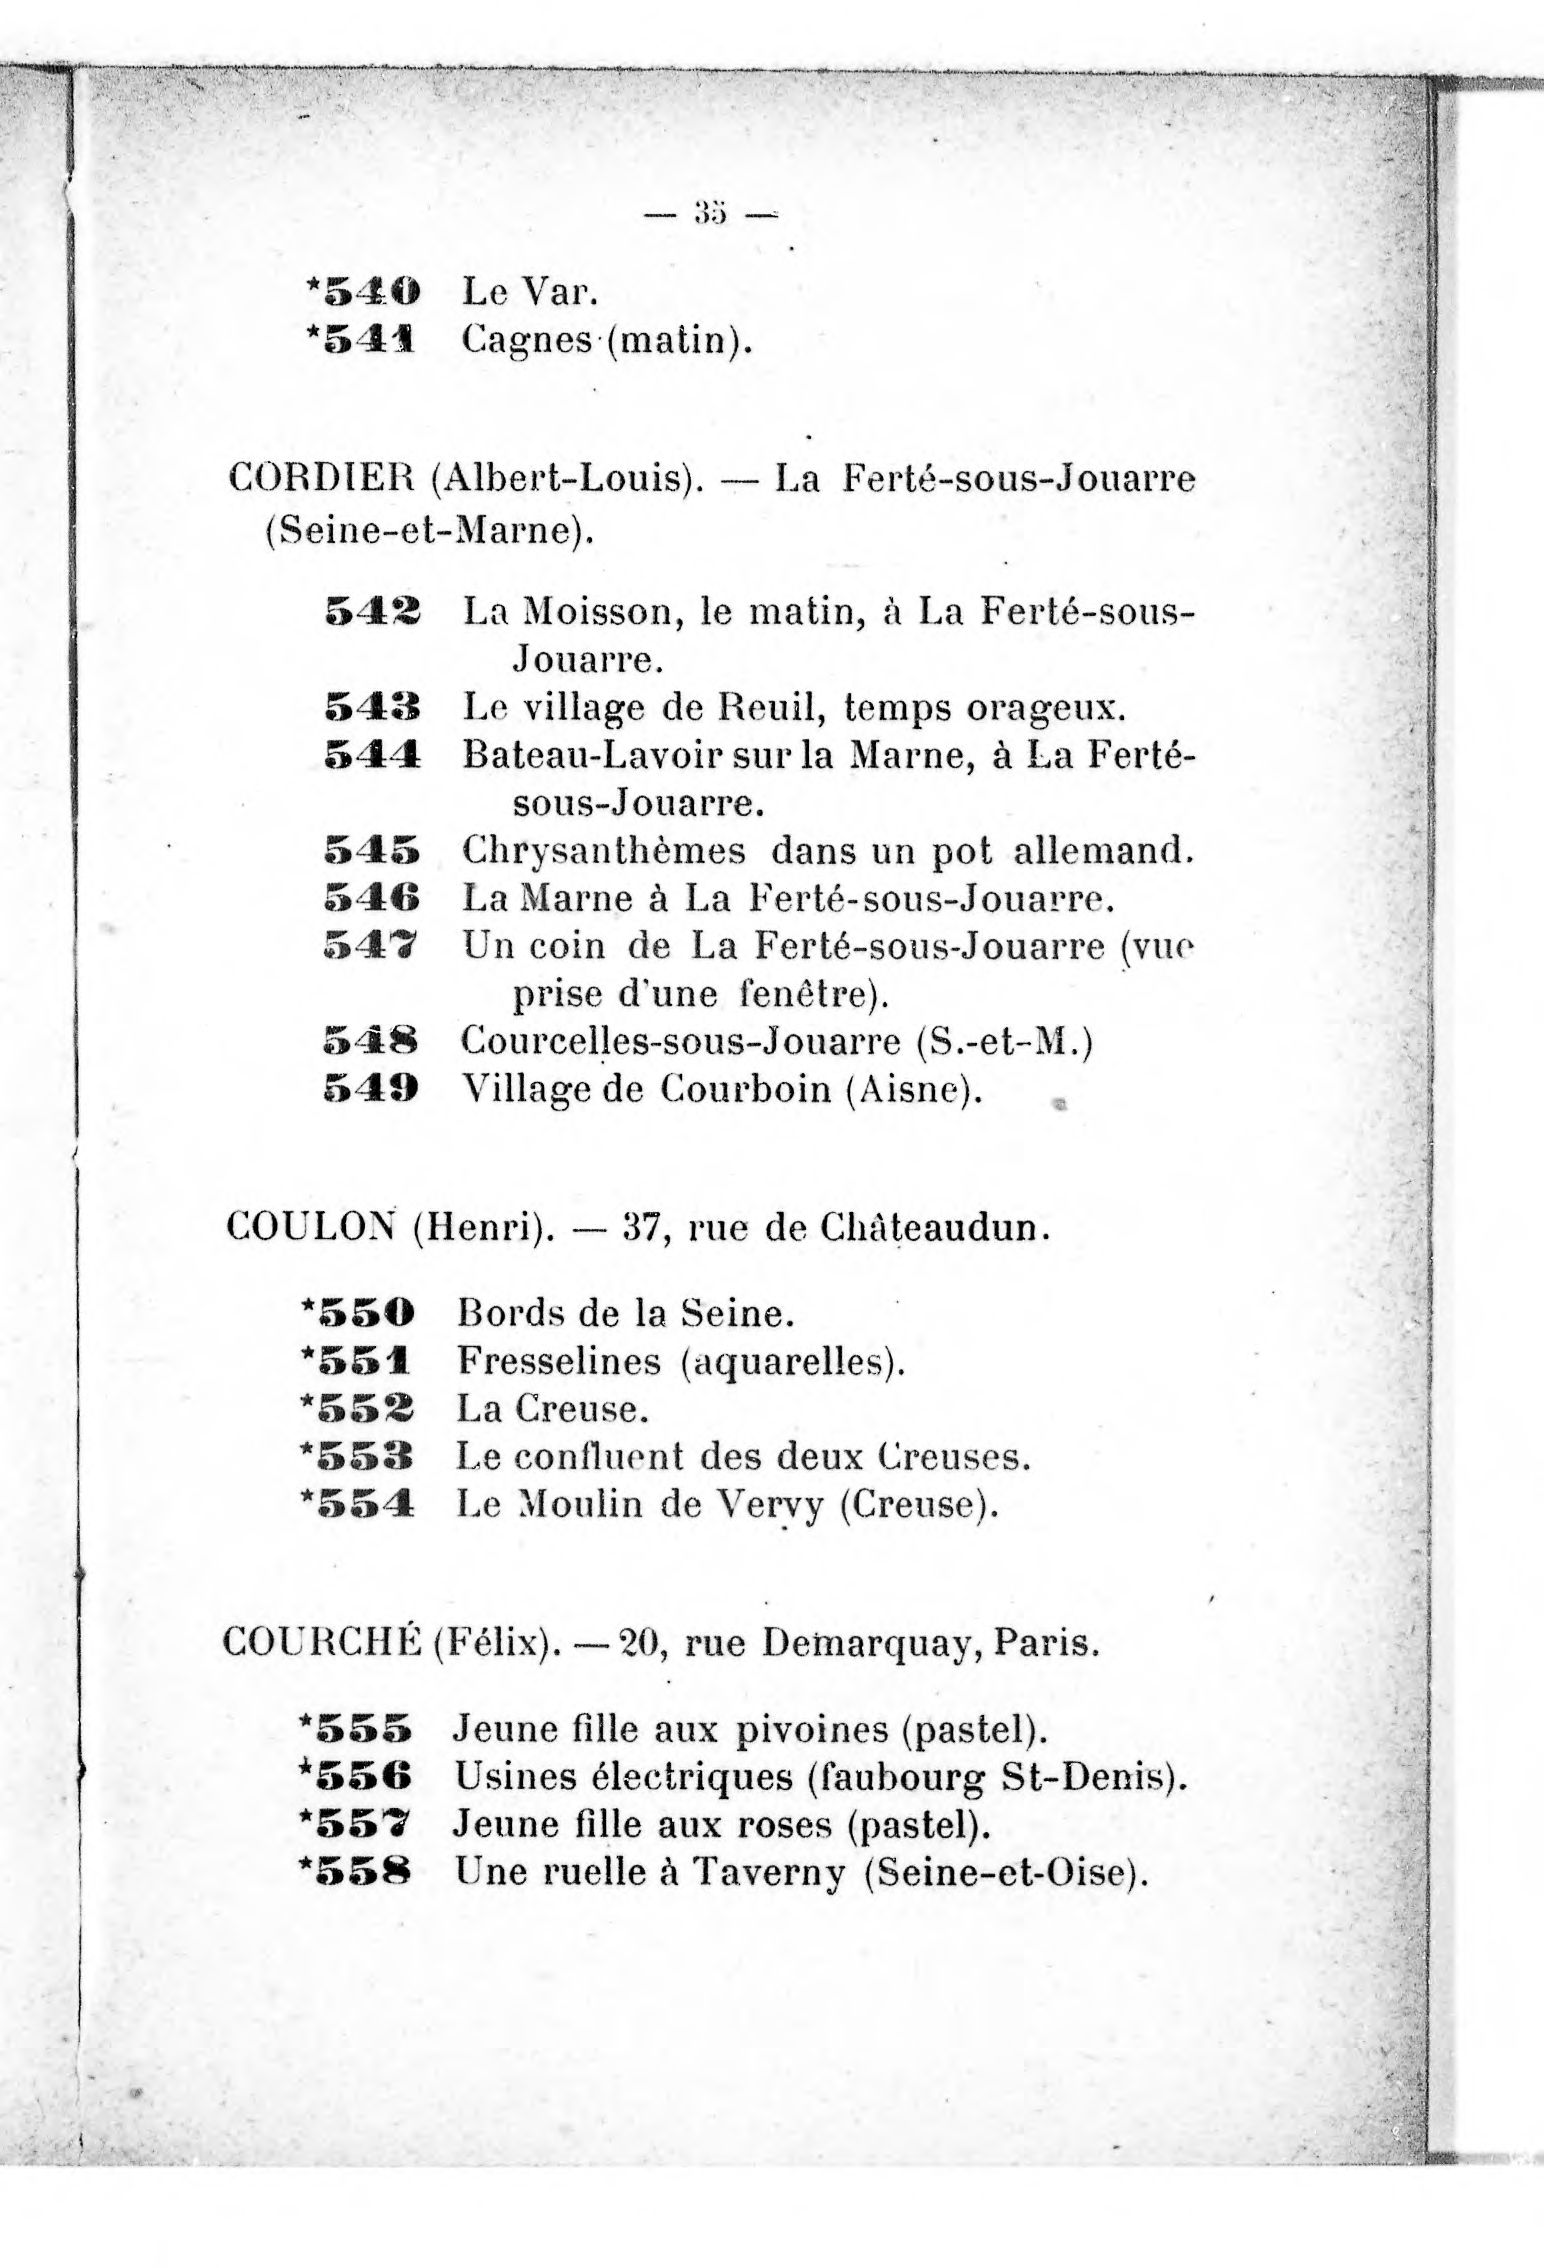 — 35 —
*540 Le Var.
*541 Cagnes (matin).
CORDIER (Albert-Louis). — La Ferté-sous-Jouarre
(Seine-et-Marne).
542 La Moisson, le matin, à La Ferté-sous-
Jouarre.
543 Le village de Reuil, temps orageux.
544 Bateau-Lavoir sur la Marne, à La Ferté-
sous-Jouarre.
545 Chrysanthèmes dans un pot allemand.
546 La Marne à La Ferté-sous-Jouarre.
547 Un coin de La Ferté-sous-Jouarre (vue
prise d'une fenêtre).
548 Courcelles-sous-Jouarre (S.-et-M.)
549 Village de Courboin (Aisne).
COULON (Henri). — 37, rue de Châteaudun.
*550 Bords de la Seine.
*551 Fresselines (aquarelles).
*552 La Creuse.
*553 Le confluent des deux Creuses.
*554 Le Moulin de Vervy (Creuse).
COURCHÉ (Félix). — 20, rue Demarquay, Paris.
*555 Jeune fille aux pivoines (pastel).
*556 Usines électriques (faubourg St-Denis).
*557 Jeune fille aux roses (pastel).
*558 Une ruelle à Taverny (Seine-et-Oise).